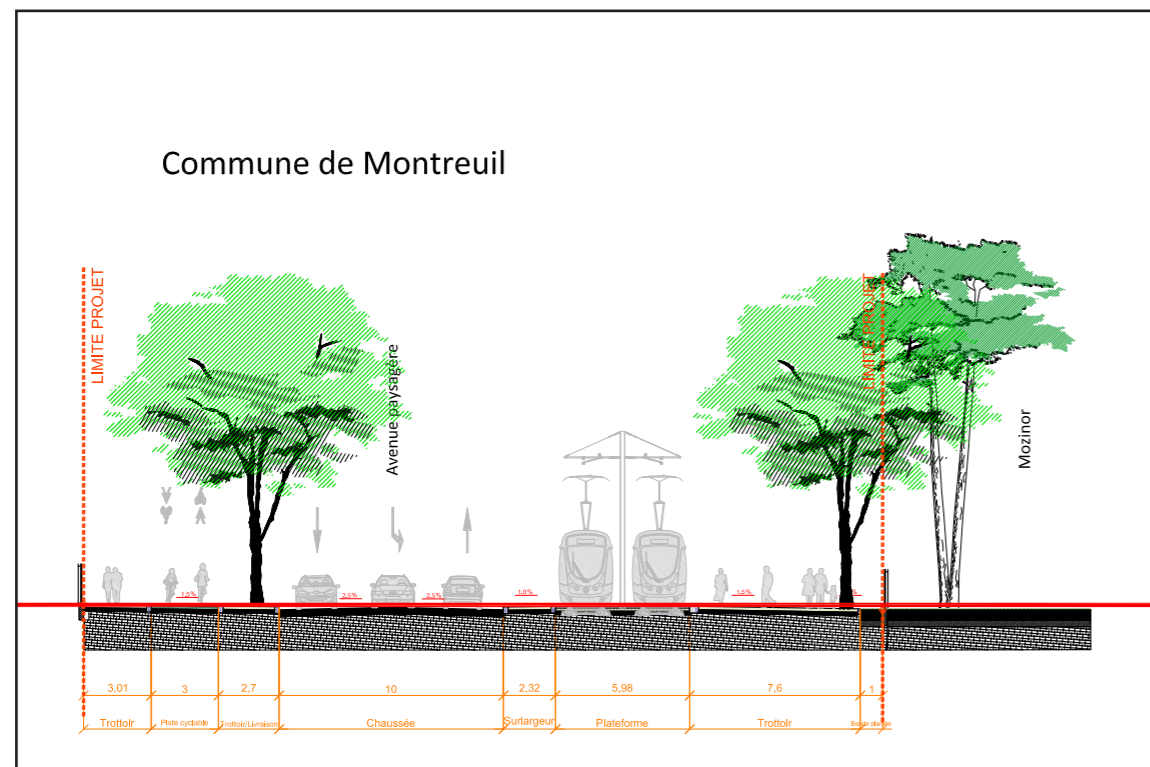 Commune de Montreuil
LIMITE PROJET
Avenue paysagère
LIMITE PROJET
Mozinor
1,5%
2,5%
2,5%
1,0%
1,5%
%
3,01
3
2,7
10
2,32
5,98
7,6
1
Trottoir
Piste cyclable
Trottoir/Livraison
Chaussée
Surlargeur
Plateforme
Trottoir